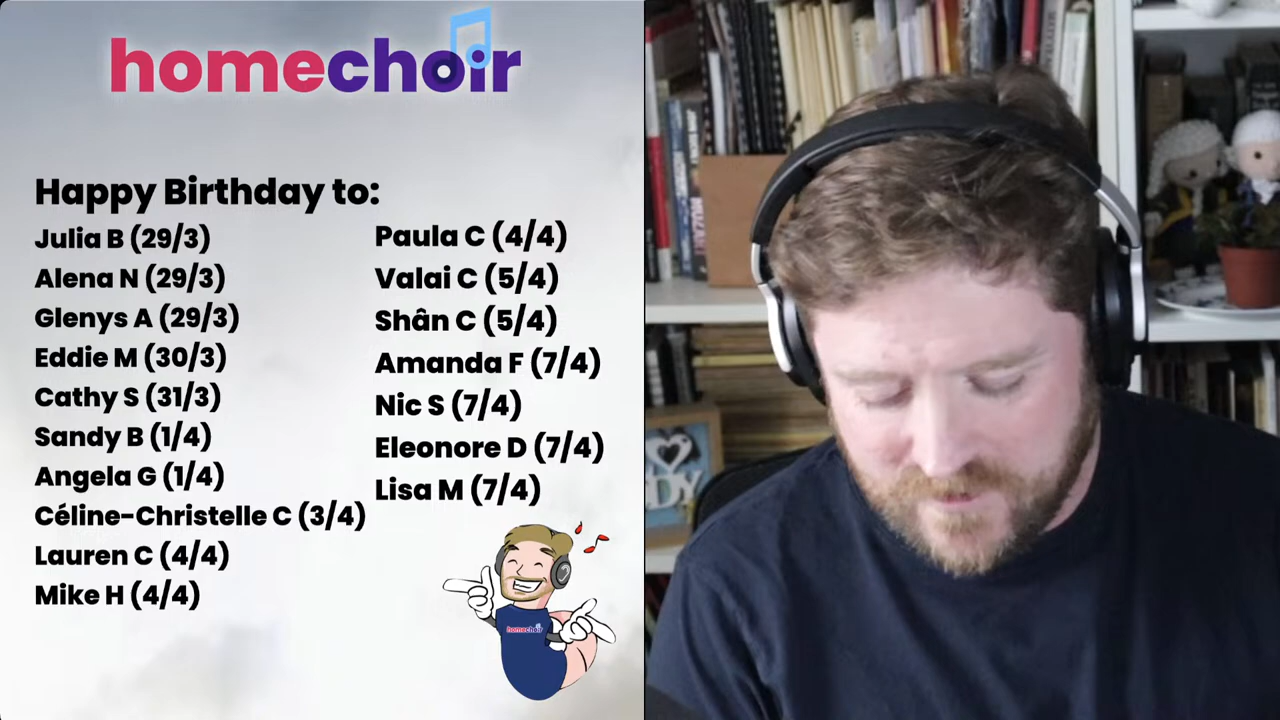 homechoir
Happy Birthday to:
Julia B (29/3)
Alena N (29/3)
Glenys A (29/3)
Eddie M (30/3)
Cathy S (31/3)
Sandy B (1/4)
Angela G (1/4)
Céline-Christelle C (3/4)
Lauren C (4/4)
Mike H (4/4)
Paula C (4/4)
Valai C (5/4)
Shân C (5/4)
Amanda F (7/4)
Nic S (7/4)
Eleonore D (7/4)
Lisa M (7/4)
homechoir